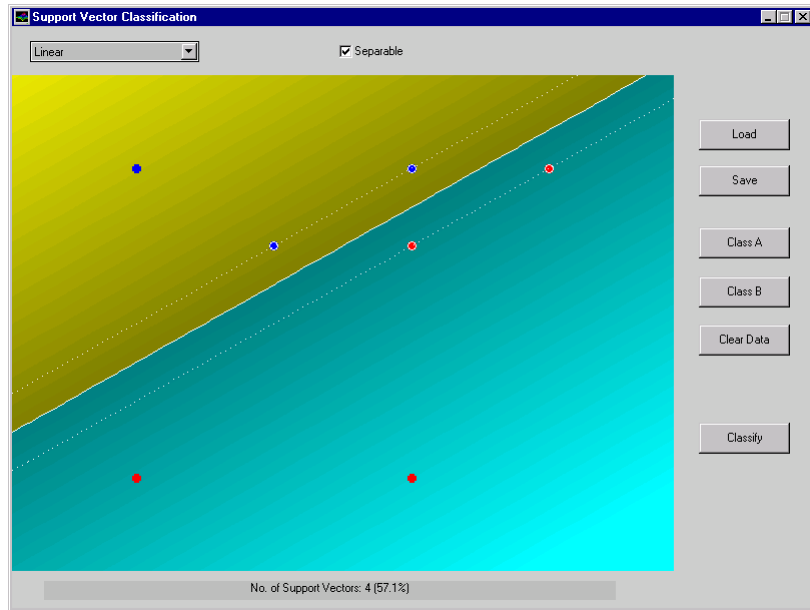 Support Vector Classification
Linear
Separable
Load
Save
Class A
Class B
Clear Data
Classify
No. of Support Vectors: 4 (57.1%)